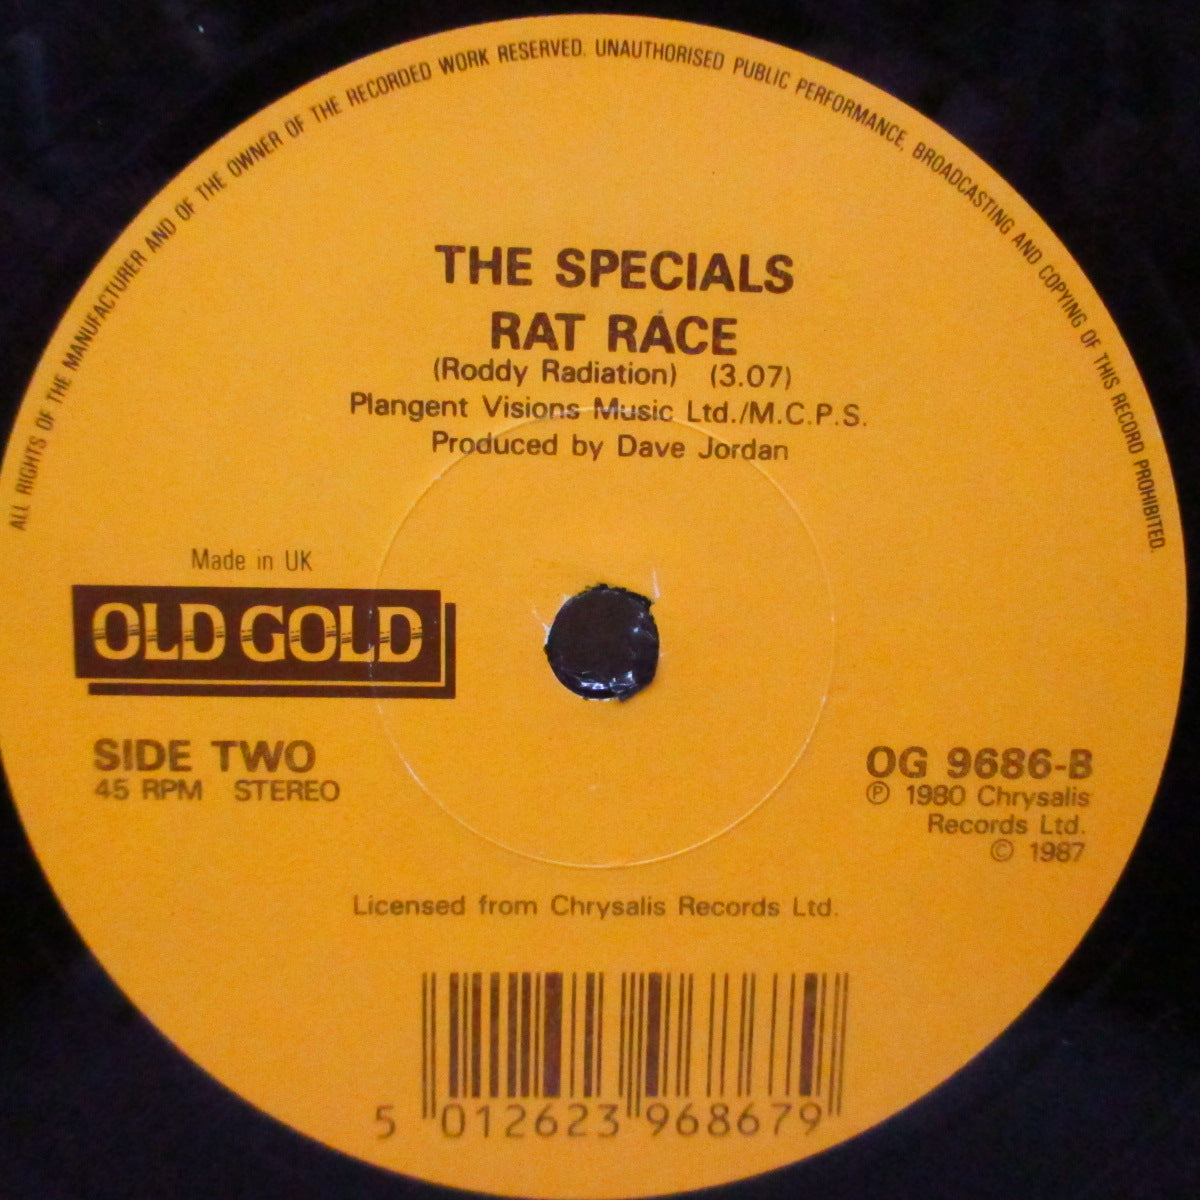 ALL RIGHTS OF THE MANUFACTURER AND OF THE OWNER OF THE RECORDED WORK RESERVED. UNAUTHORISED PUBLIC PERFORMANCE, BROADCASTING AND COPYING OF THIS RECORD PROHIBITED.
THE SPECIALS
RAT RACE
(Roddy Radiation) (3.07)
Plangent Visions Music Ltd./M.C.P.S.
Produced by Dave Jordan
Made in UK
OLD GOLD
SIDE TWO
45 RPM STEREO
OG 9686-B
℗ 1980 Chrysalis
Records Ltd.
© 1987
Licensed from Chrysalis Records Ltd.
5 012623 968679